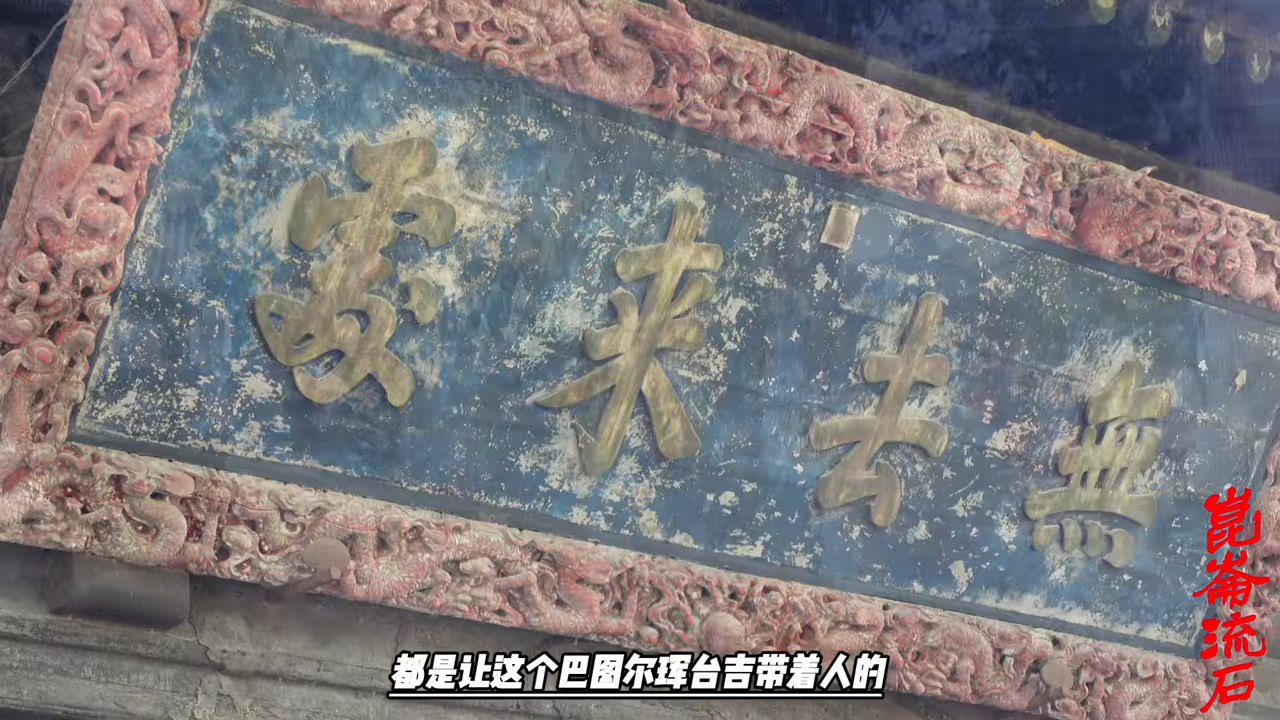 無去來處
都是让这个巴图尔珲台吉带着人的
崑崙流石